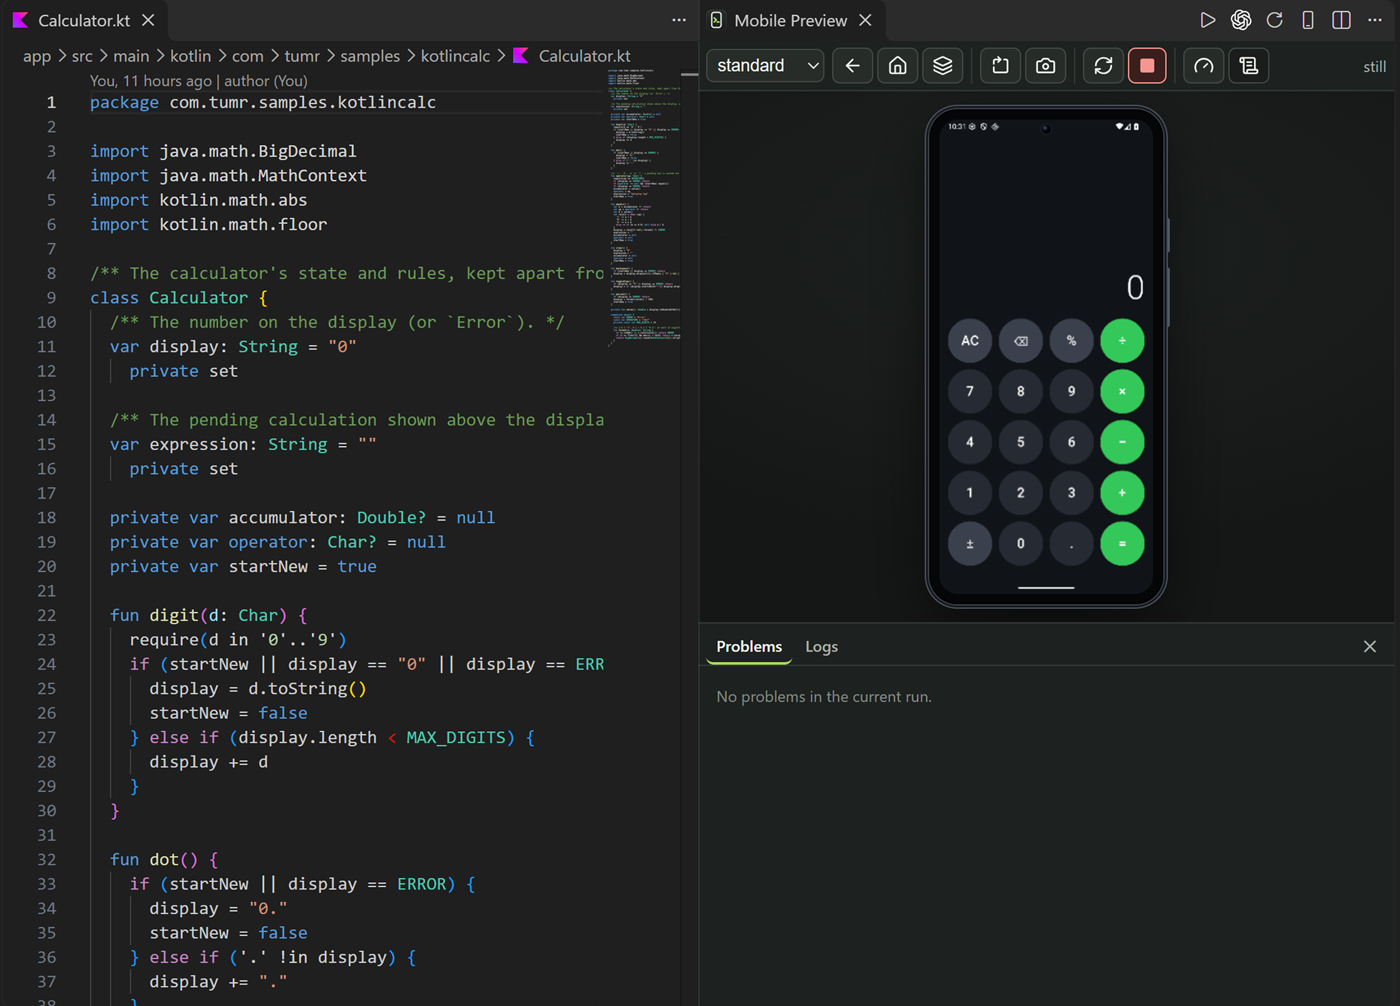 Calculator.kt
Mobile Preview
app > src > main > kotlin > com > tumr > samples > kotlincalc > Calculator.kt
standard
still
You, 11 hours ago | author (You)
1 package com.tumr.samples.kotlincalc
2
3 import java.math.BigDecimal
4 import java.math.MathContext
5 import kotlin.math.abs
6 import kotlin.math.floor
7
8 /** The calculator's state and rules, kept apart fro
9 class Calculator {
10 /** The number on the display (or `Error`). */
11 var display: String = "0"
12 private set
13
14 /** The pending calculation shown above the displa
15 var expression: String = ""
16 private set
17
18 private var accumulator: Double? = null
19 private var operator: Char? = null
20 private var startNew = true
21
22 fun digit(d: Char) {
23 require(d in '0'..'9')
24 if (startNew || display == "0" || display == ERR
25 display = d.toString()
26 startNew = false
27 } else if (display.length < MAX_DIGITS) {
28 display += d
29 }
30 }
31
32 fun dot() {
33 if (startNew || display == ERROR) {
34 display = "0."
35 startNew = false
36 } else if ('.' !in display) {
37 display += "."
38 }
10:31
0
AC % ÷
7 8 9 ×
4 5 6 −
1 2 3 +
± 0 . =
Problems
Logs
No problems in the current run.